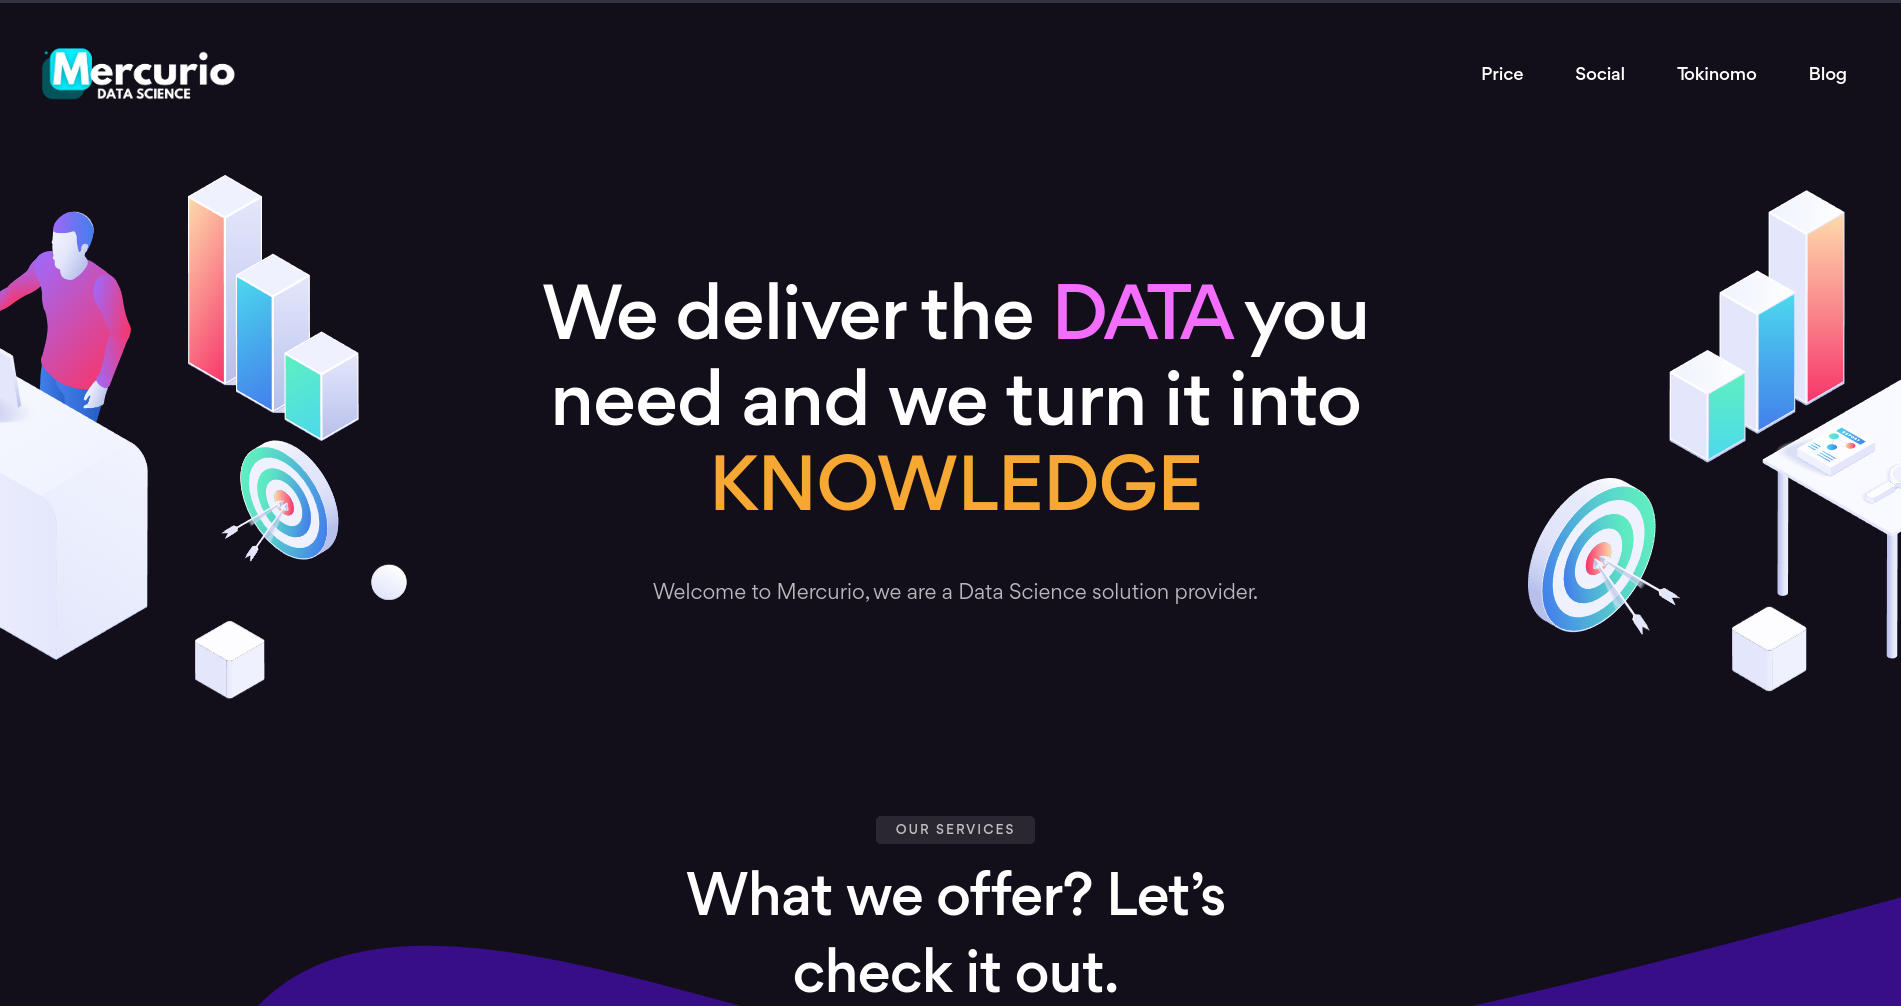 Mercurio
DATA SCIENCE
Price Social Tokinomo Blog
We deliver the DATA you
need and we turn it into
KNOWLEDGE
REPORT
Welcome to Mercurio, we are a Data Science solution provider.
OUR SERVICES
What we offer? Let’s
check it out.